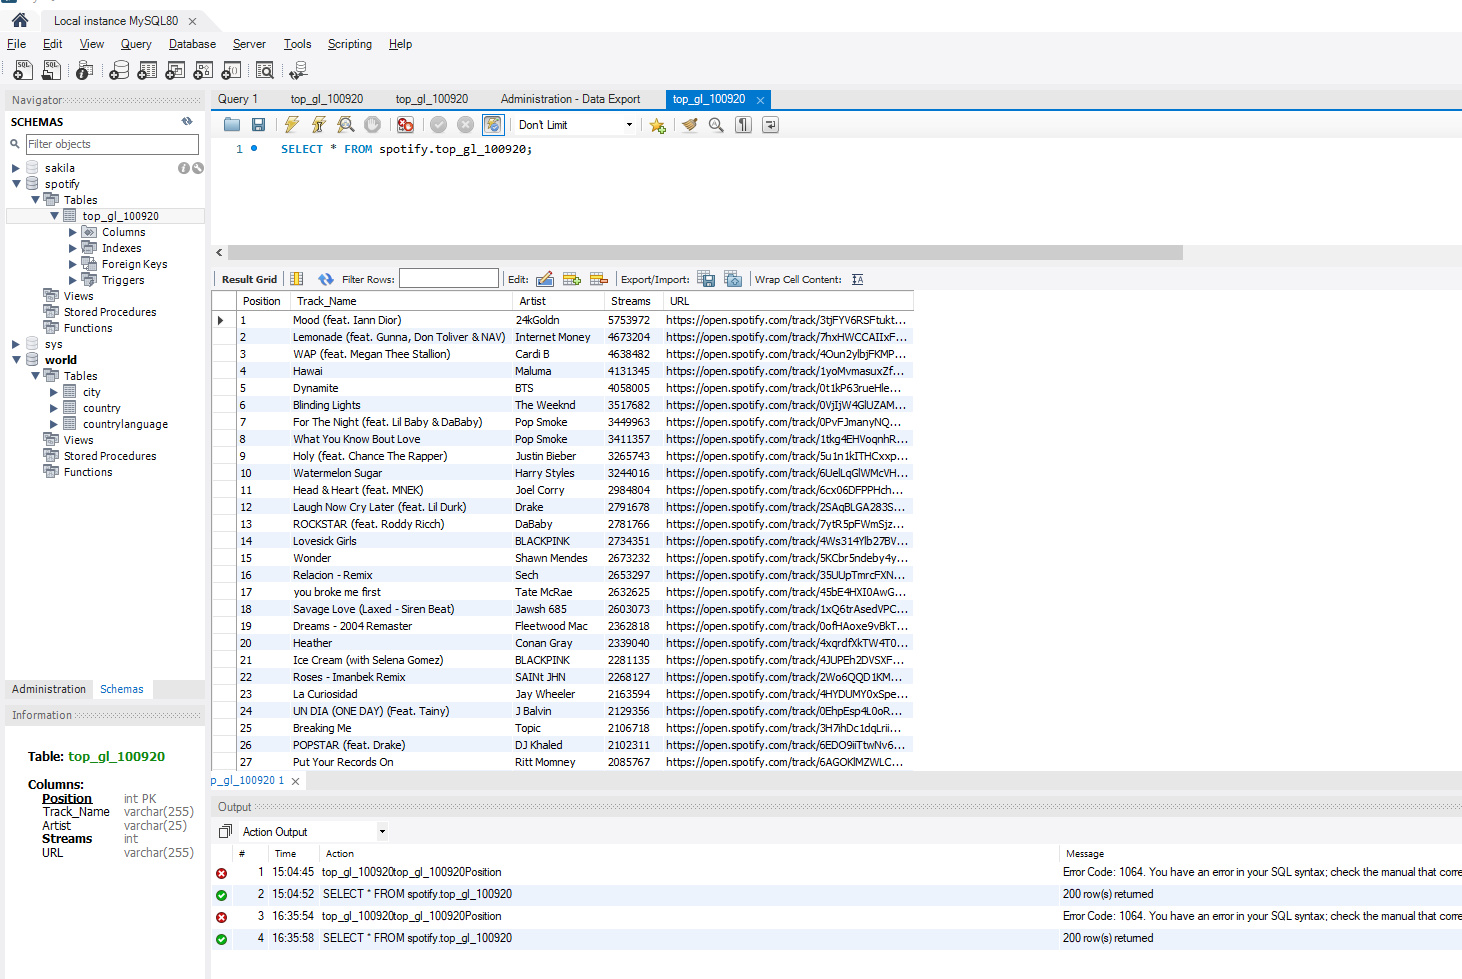 Local instance MySQL80
File Edit View Query Database Server Tools Scripting Help
Navigator
SCHEMAS
Filter objects
sakila
spotify
Tables
top_gl_100920
Columns
Indexes
Foreign Keys
Triggers
Views
Stored Procedures
Functions
sys
world
Tables
city
country
countrylanguage
Views
Stored Procedures
Functions
Administration Schemas
Information
Table: top_gl_100920
Columns:
Position int PK
Track_Name varchar(255)
Artist varchar(25)
Streams int
URL varchar(255)
Query 1 top_gl_100920 top_gl_100920 Administration - Data Export top_gl_100920
Don't Limit
1 SELECT * FROM spotify.top_gl_100920;
Result Grid Filter Rows: Edit: Export/Import: Wrap Cell Content:
Position Track_Name Artist Streams URL
1 Mood (feat. Iann Dior) 24kGoldn 5753972 https://open.spotify.com/track/3tjFYV6RSFtukt...
2 Lemonade (feat. Gunna, Don Toliver & NAV) Internet Money 4673204 https://open.spotify.com/track/7hxHWCCAIIxF...
3 WAP (feat. Megan Thee Stallion) Cardi B 4638482 https://open.spotify.com/track/4Oun2ylbjFKMP...
4 Hawai Maluma 4131345 https://open.spotify.com/track/1yoMvmasuxZf...
5 Dynamite BTS 4058005 https://open.spotify.com/track/0t1kP63rueHle...
6 Blinding Lights The Weeknd 3517682 https://open.spotify.com/track/0VjIjW4GlUZAM...
7 For The Night (feat. Lil Baby & DaBaby) Pop Smoke 3449963 https://open.spotify.com/track/0PvFJmanyNQ...
8 What You Know Bout Love Pop Smoke 3411357 https://open.spotify.com/track/1tkg4EHVoqnhR...
9 Holy (feat. Chance The Rapper) Justin Bieber 3265743 https://open.spotify.com/track/5u1n1kITHCxxp...
10 Watermelon Sugar Harry Styles 3244016 https://open.spotify.com/track/6UelLqGlWMcVH...
11 Head & Heart (feat. MNEK) Joel Corry 2984804 https://open.spotify.com/track/6cx06DFPPHch...
12 Laugh Now Cry Later (feat. Lil Durk) Drake 2791678 https://open.spotify.com/track/2SAqBLGA283S...
13 ROCKSTAR (feat. Roddy Ricch) DaBaby 2781766 https://open.spotify.com/track/7ytR5pFWmSjz...
14 Lovesick Girls BLACKPINK 2734351 https://open.spotify.com/track/4Ws314Ylb27BV...
15 Wonder Shawn Mendes 2673232 https://open.spotify.com/track/5KCbr5ndeby4y...
16 Relacion - Remix Sech 2653297 https://open.spotify.com/track/35UUpTmrcFXN...
17 you broke me first Tate McRae 2632625 https://open.spotify.com/track/45bE4HXI0AwG...
18 Savage Love (Laxed - Siren Beat) Jawsh 685 2603073 https://open.spotify.com/track/1xQ6trAsedVPC...
19 Dreams - 2004 Remaster Fleetwood Mac 2362818 https://open.spotify.com/track/0ofHAoxe9vBkT...
20 Heather Conan Gray 2339040 https://open.spotify.com/track/4xqrdfXkTW4T0...
21 Ice Cream (with Selena Gomez) BLACKPINK 2281135 https://open.spotify.com/track/4JUPEh2DVSXF...
22 Roses - Imanbek Remix SAINt JHN 2268127 https://open.spotify.com/track/2Wo6QQD1KM...
23 La Curiosidad Jay Wheeler 2163594 https://open.spotify.com/track/4HYDUMY0xSpe...
24 UN DIA (ONE DAY) (Feat. Tainy) J Balvin 2129356 https://open.spotify.com/track/0EhpEsp4L0oR...
25 Breaking Me Topic 2106718 https://open.spotify.com/track/3H7ihDc1dqLrii...
26 POPSTAR (feat. Drake) DJ Khaled 2102311 https://open.spotify.com/track/6EDO9iiTtwNv6...
27 Put Your Records On Ritt Momney 2085767 https://open.spotify.com/track/6AGOKlMZWLC...
p_gl_100920 1
Output
Action Output
# Time Action Message
1 15:04:45 top_gl_100920top_gl_100920Position Error Code: 1064. You have an error in your SQL syntax; check the manual that corre
2 15:04:52 SELECT * FROM spotify.top_gl_100920 200 row(s) returned
3 16:35:54 top_gl_100920top_gl_100920Position Error Code: 1064. You have an error in your SQL syntax; check the manual that corre
4 16:35:58 SELECT * FROM spotify.top_gl_100920 200 row(s) returned